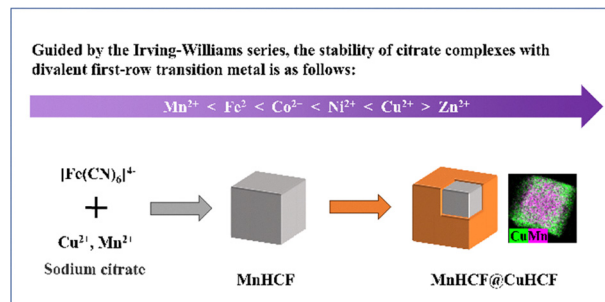 Guided by the Irving-Williams series, the stability of citrate complexes with
divalent first-row transition metal is as follows:
Mn²⁺ < Fe² < Co²⁻ < Ni²⁺ < Cu²⁺ > Zn²⁺
[Fe(CN)₆]⁴⁻
+
Cu²⁺, Mn²⁺
Sodium citrate
MnHCF
CuMn
MnHCF@CuHCF